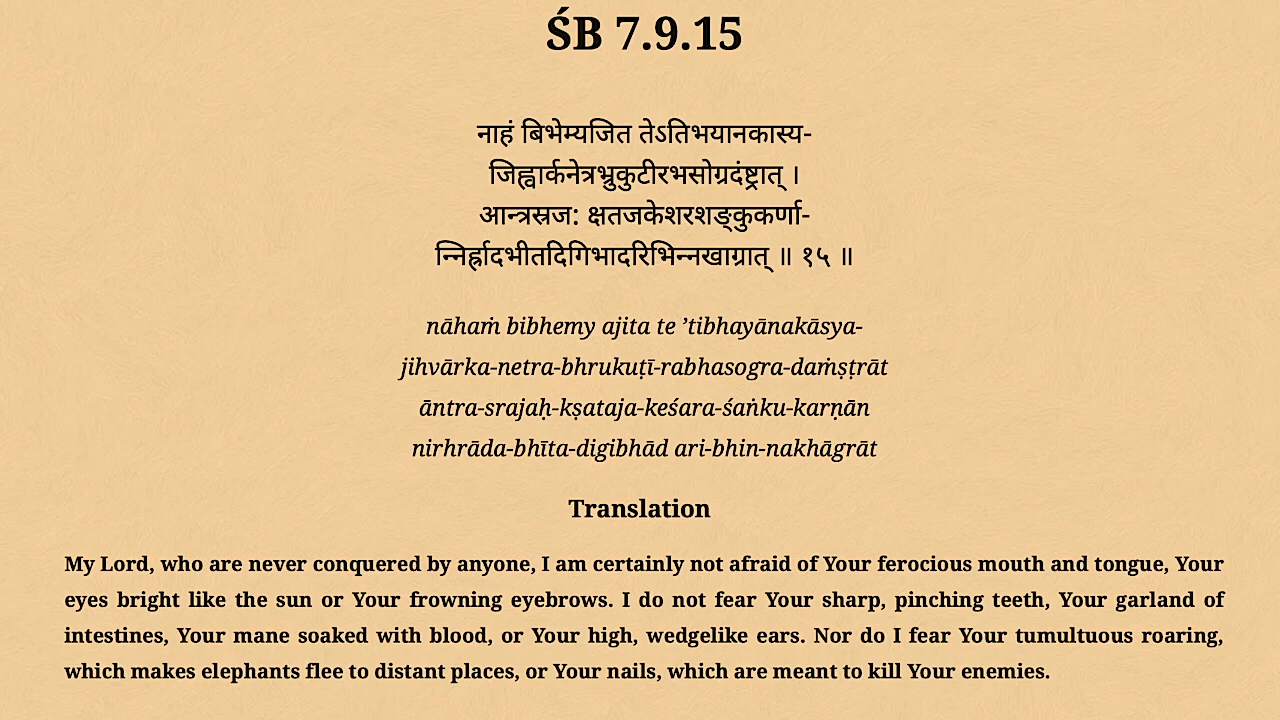 ŚB 7.9.15
नाहं बिभेम्यजित तेऽतिभयानकास्य-
जिह्वार्कनेत्रभ्रुकुटीरभसोग्रदंष्ट्रात् ।
आन्त्रस्रज: क्षतजकेशरशङ्कुकर्णा-
न्निर्ह्रादभीतदिगिभादरिभिन्नखाग्रात् ॥ १५ ॥
nāhaṁ bibhemy ajita te ’tibhayānakāsya-
jihvārka-netra-bhrukuṭī-rabhasogra-daṁṣṭrāt
āntra-srajaḥ-kṣataja-keśara-śaṅku-karṇān
nirhrāda-bhīta-digibhād ari-bhin-nakhāgrāt
Translation
My Lord, who are never conquered by anyone, I am certainly not afraid of Your ferocious mouth and tongue, Your
eyes bright like the sun or Your frowning eyebrows. I do not fear Your sharp, pinching teeth, Your garland of
intestines, Your mane soaked with blood, or Your high, wedgelike ears. Nor do I fear Your tumultuous roaring,
which makes elephants flee to distant places, or Your nails, which are meant to kill Your enemies.